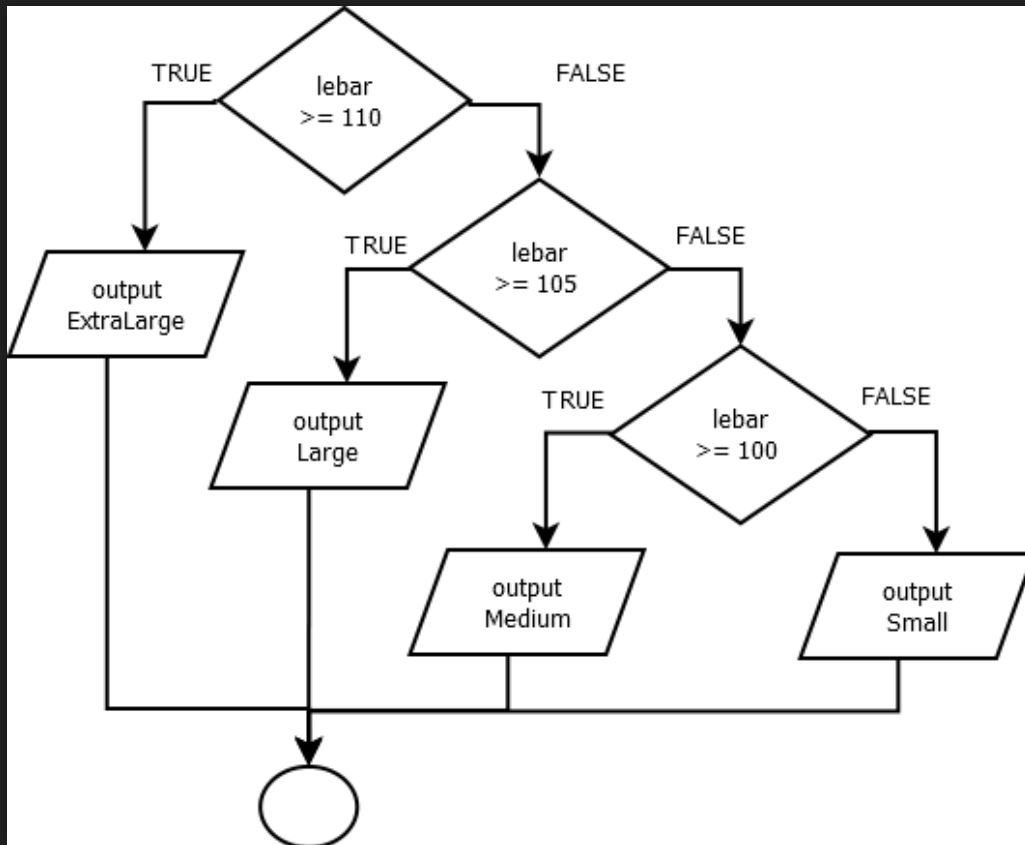 TRUE
lebar
>= 110
FALSE
TRUE
lebar
>= 105
FALSE
output
ExtraLarge
TRUE
lebar
>= 100
FALSE
output
Large
output
Medium
output
Small